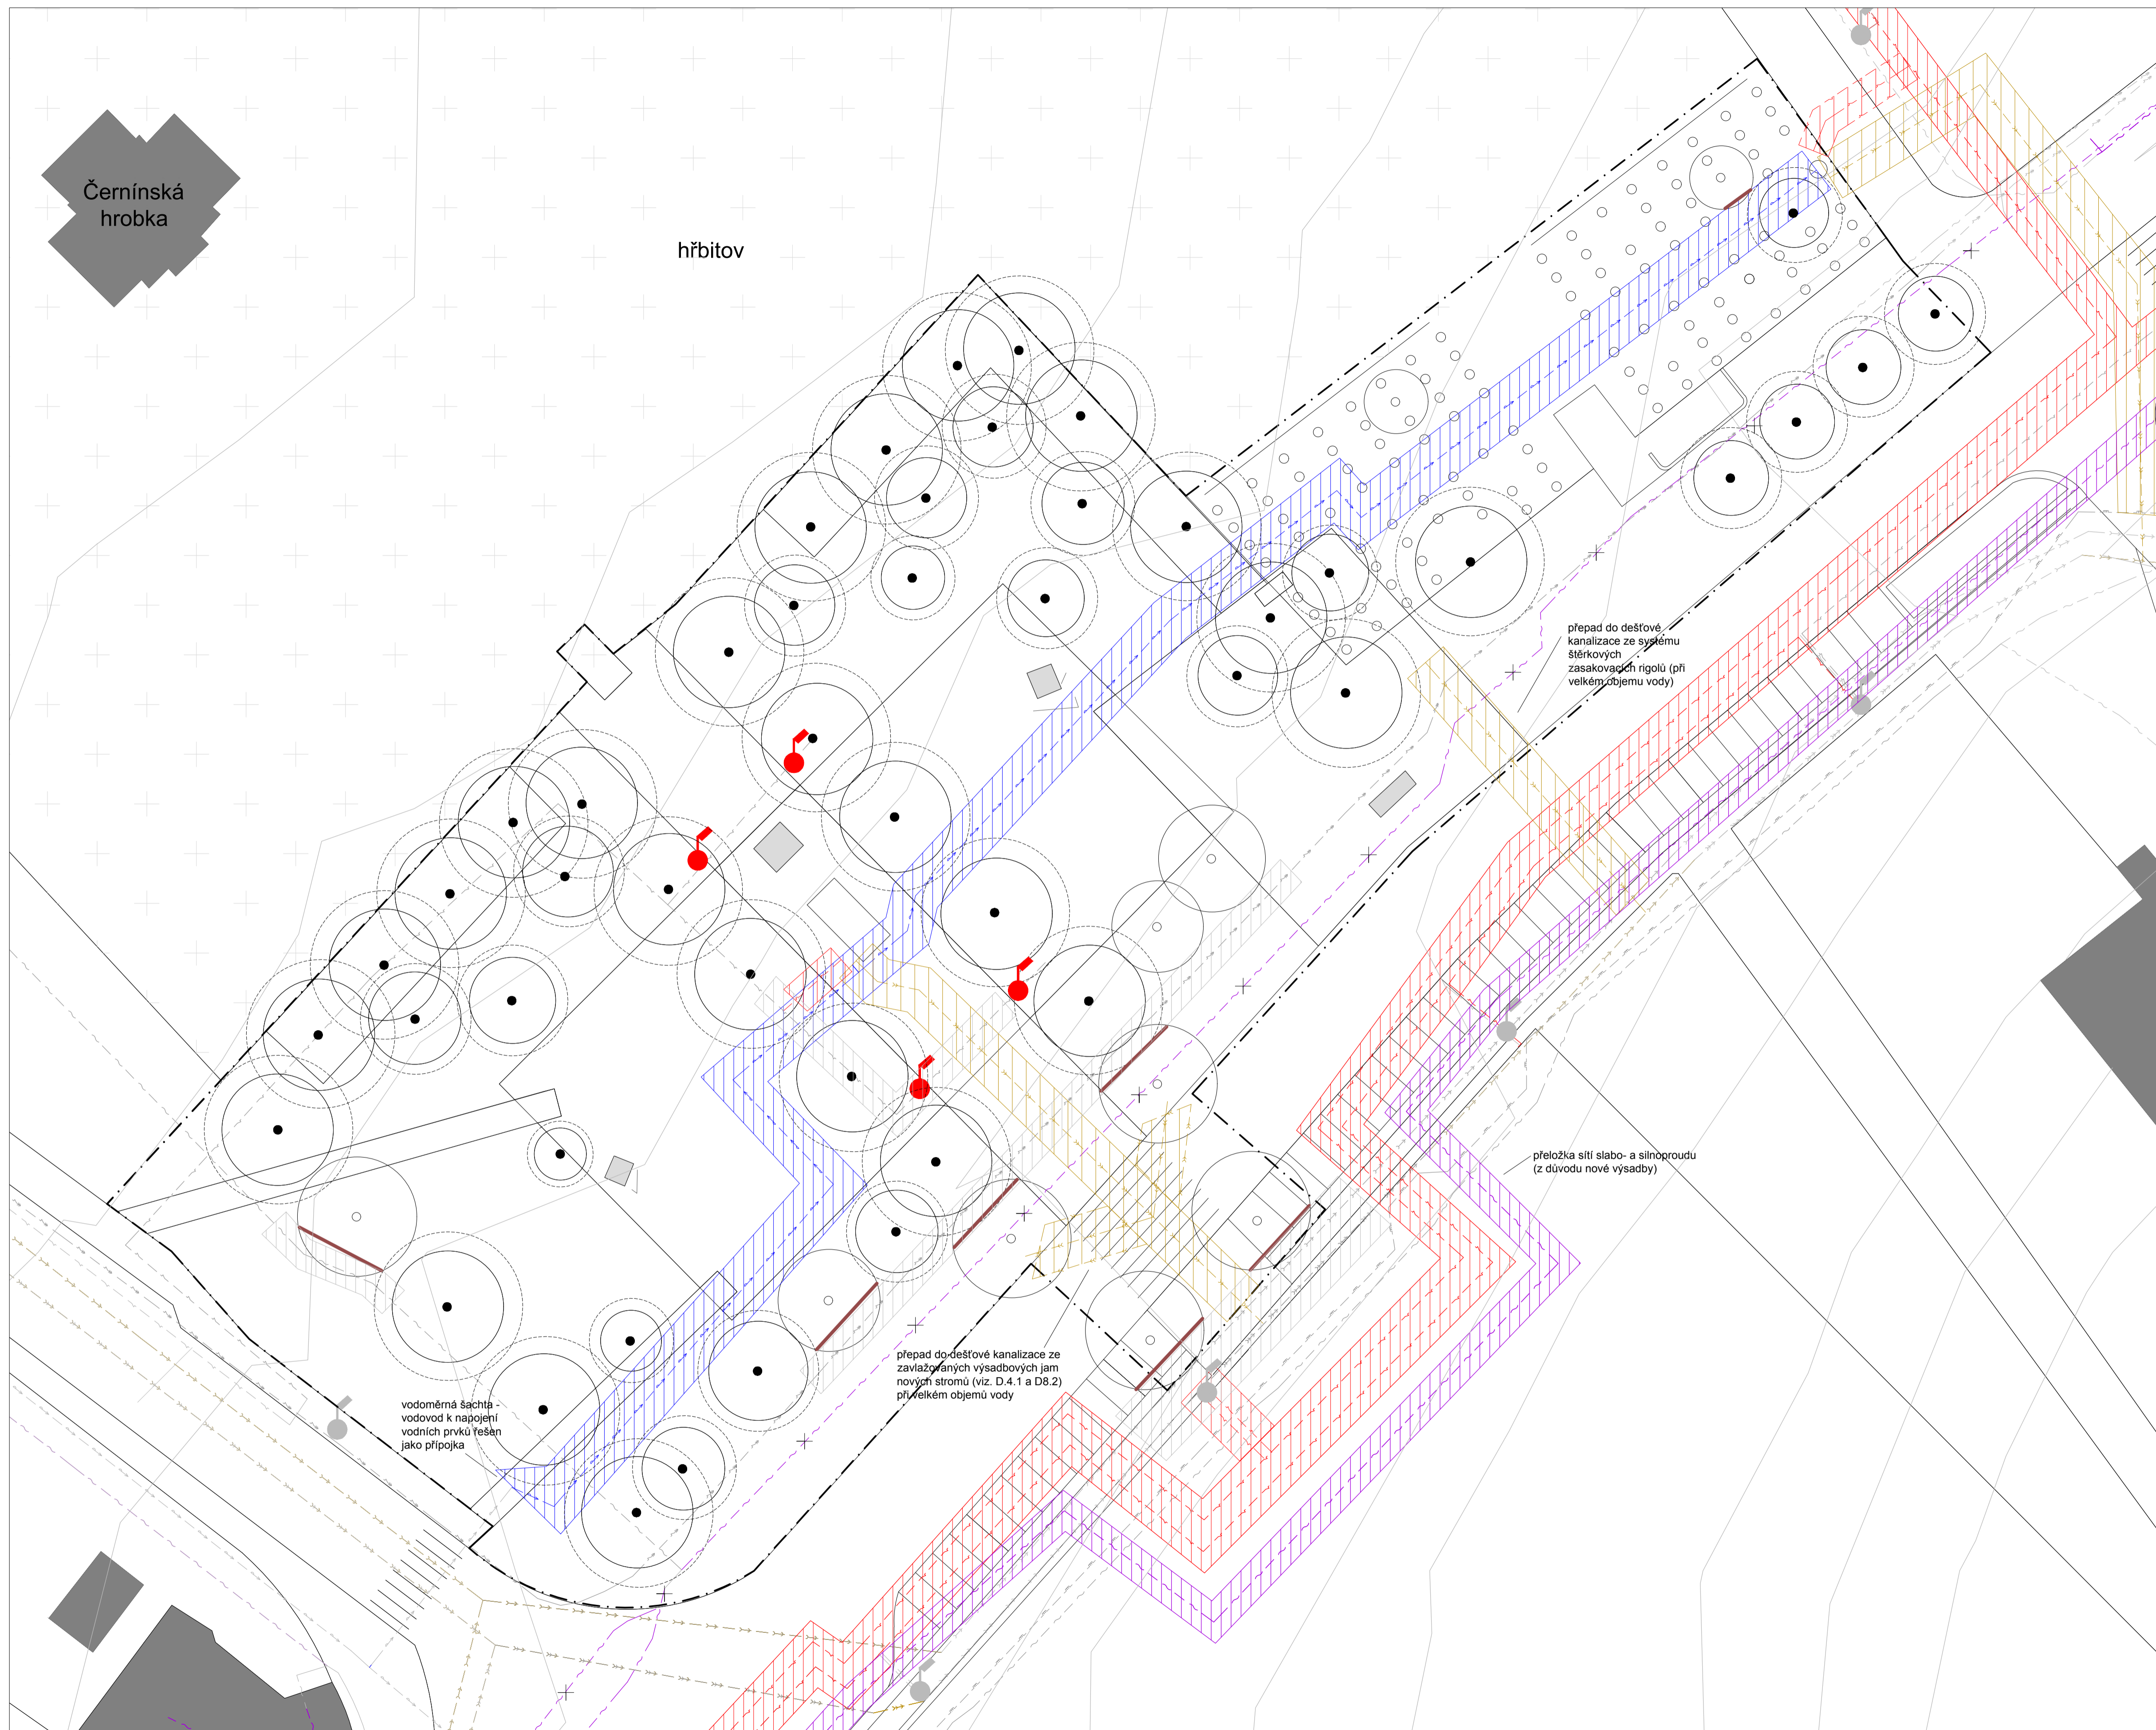 Černínská
hrobka
hřbitov
přepad do dešťové
kanalizace ze systému
štěrkových
zasakovacích rigolů (při
velkém objemu vody)
přeložka sítí slabo- a silnoproudu
(z důvodu nové výsadby)
přepad do dešťové kanalizace ze
zavlažovaných výsadbových jam
nových stromů (viz. D.4.1 a D8.2)
při velkém objemů vody
vodoměrná šachta -
vodovod k napojení
vodních prvků řešen
jako přípojka